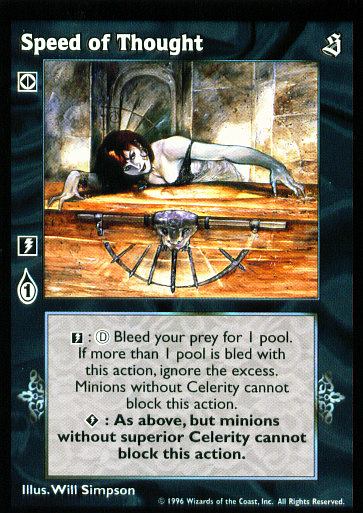 Speed of Thought
S
1
: D Bleed your prey for 1 pool.
If more than 1 pool is bled with
this action, ignore the excess.
Minions without Celerity cannot
block this action.
: As above, but minions
without superior Celerity cannot
block this action.
Illus. Will Simpson
© 1996 Wizards of the Coast, Inc. All Rights Reserved.